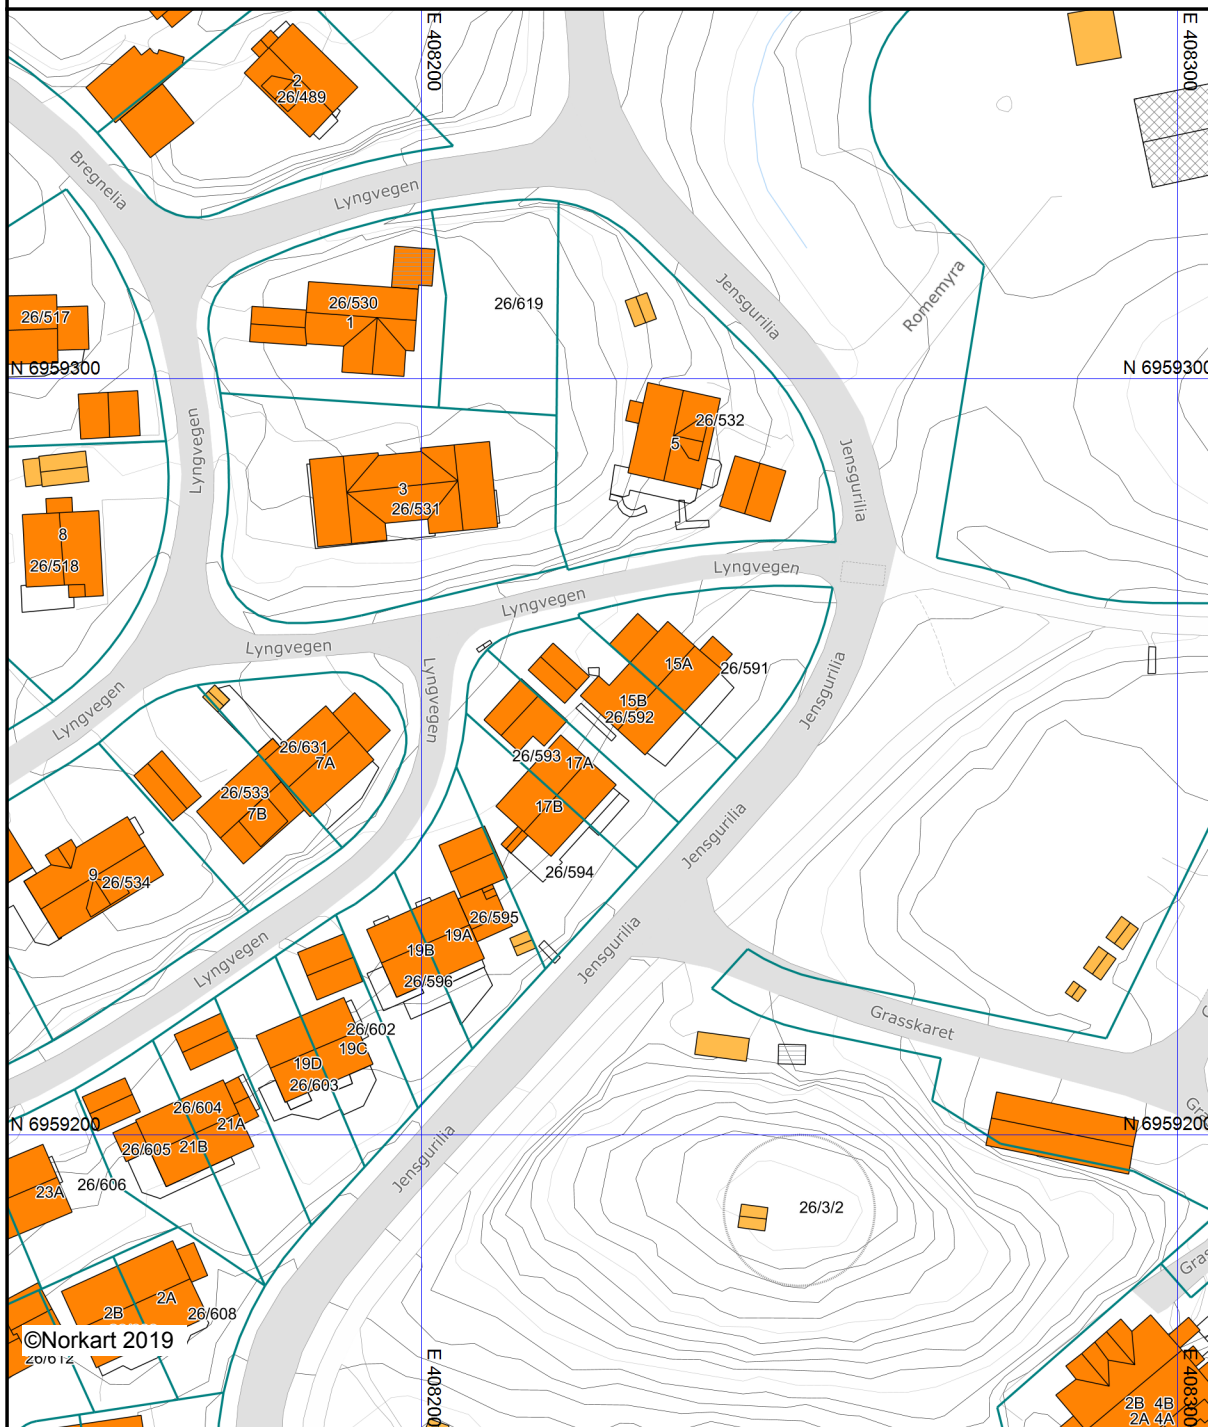 E 408200
E 408300
2
26/489
Bregnelia
Lyngvegen
26/530
1
26/619
Jensgurilia
Romemyra
26/517
N 6959300
N 6959300
26/532
5
Lyngvegen
Jensgurilia
3
26/531
8
26/518
Lyngvegen
Lyngvegen
Lyngvegen
15A
26/591
15B
26/592
Jensgurilia
Lyngvegen
Lyngvegen
26/631
7A
26/593
17A
26/533
7B
17B
Jensgurilia
9
26/534
26/594
26/595
19A
19B
Jensgurilia
Lyngvegen
26/596
Grasskaret
26/602
19C
19D
26/603
26/604
21A
N 6959200
N 6959200
21B
26/605
Jensgurilia
26/606
23A
26/3/2
2A
2B
26/608
©Norkart 2019
26/612
E 408200
E 408300
2B 4B
2A 4A